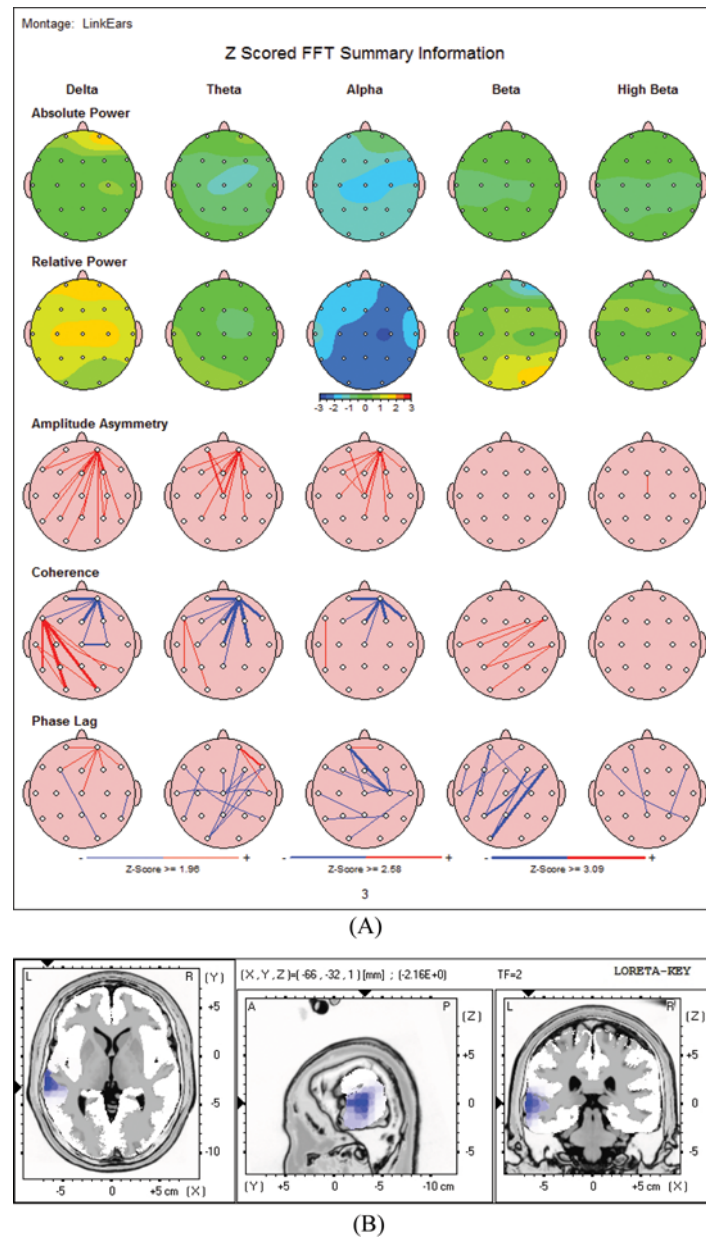 Montage: LinkEars
Z Scored FFT Summary Information
Delta Theta Alpha Beta High Beta
Absolute Power
Relative Power
-3 -2 -1 0 1 2 3
Amplitude Asymmetry
Coherence
Phase Lag
- + - + - +
Z-Score >= 1.96 Z-Score >= 2.58 Z-Score >= 3.09
3
(A)
(X,Y,Z)=(-66,-32,1)[mm] ; (-2.16E+0) TF=2 LORETA-KEY
L R (Y) A P (Z) L R (Z)
+5 +5 +5
0 0 0
-5 -5 -5
-10
-5 0 +5 cm (X) (Y) +5 0 -5 -10 cm -5 0 +5 cm (X)
(B)